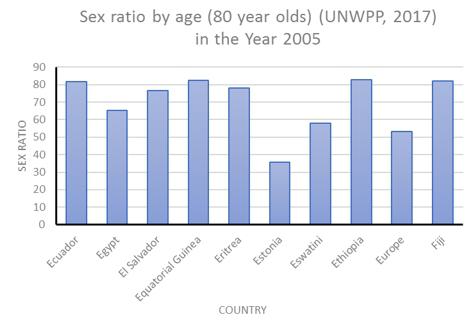 Sex ratio by age (80 year olds) (UNWPP, 2017)
in the Year 2005
SEX RATIO
90
80
70
60
50
40
30
20
10
0
Ecuador
Egypt
El Salvador
Equatorial Guinea
Eritrea
Estonia
Eswatini
Ethiopia
Europe
Fiji
COUNTRY